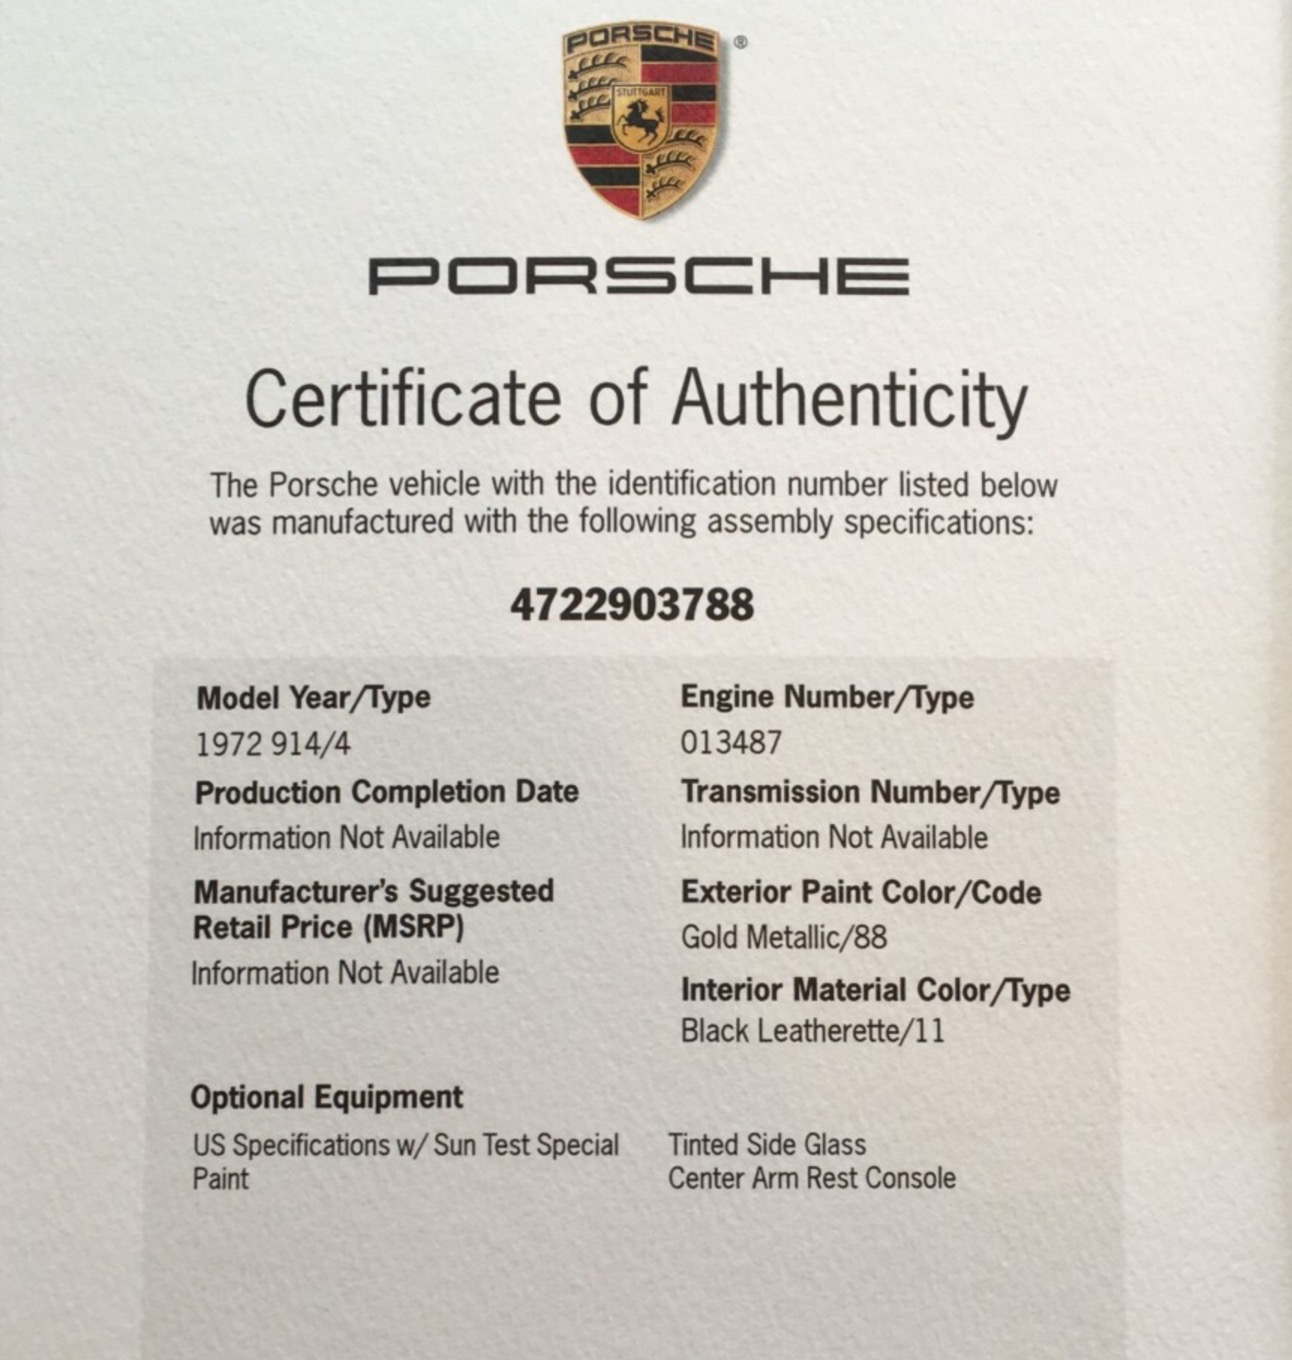 PORSCHE
®
STUTTGART
PORSCHE
Certificate of Authenticity
The Porsche vehicle with the identification number listed below
was manufactured with the following assembly specifications:
4722903788
Model Year/Type
1972 914/4
Production Completion Date
Information Not Available
Manufacturer's Suggested
Retail Price (MSRP)
Information Not Available
Engine Number/Type
013487
Transmission Number/Type
Information Not Available
Exterior Paint Color/Code
Gold Metallic/88
Interior Material Color/Type
Black Leatherette/11
Optional Equipment
US Specifications w/ Sun Test Special
Paint
Tinted Side Glass
Center Arm Rest Console